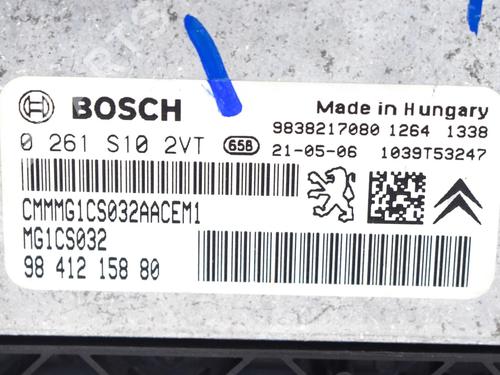 BOSCH
Made in Hungary
9838217080 1264 1338
0 261 S10 2VT 658 21-05-06 1039T53247
CMMMG1CS032AACEM1
MG1CS032
98 412 158 80